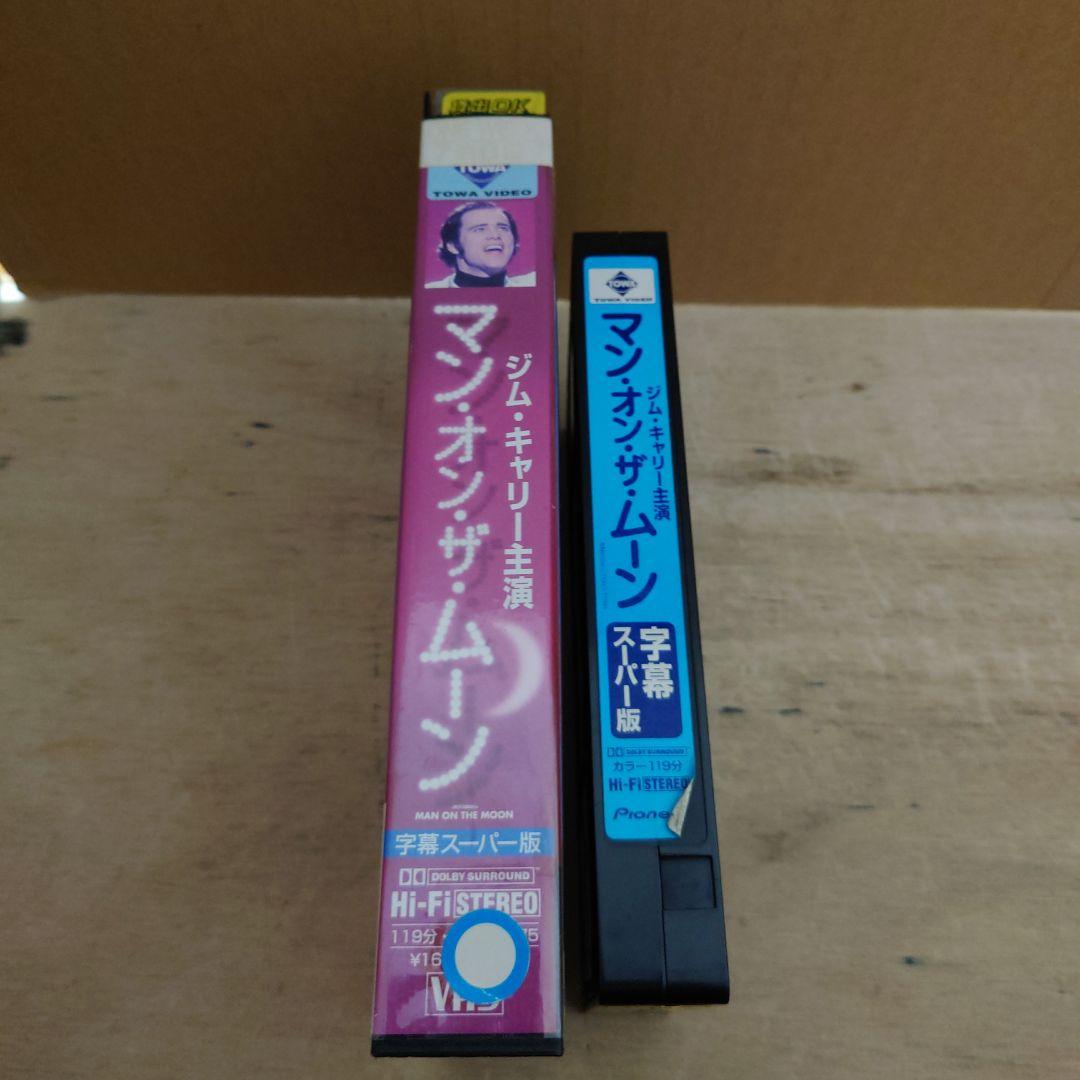 TOWA
TOWA VIDEO
ジム・キャリー主演
マン・オン・ザ・ムーン
MAN ON THE MOON
字幕スーパー版
DOLBY SURROUND
Hi-Fi STEREO
119分・
¥16
VHS
TOWA
TOWA VIDEO
ジム・キャリー主演
マン・オン・ザ・ムーン
字幕
スーパー版
DOLBY SURROUND
カラー119分
Hi-Fi STEREO